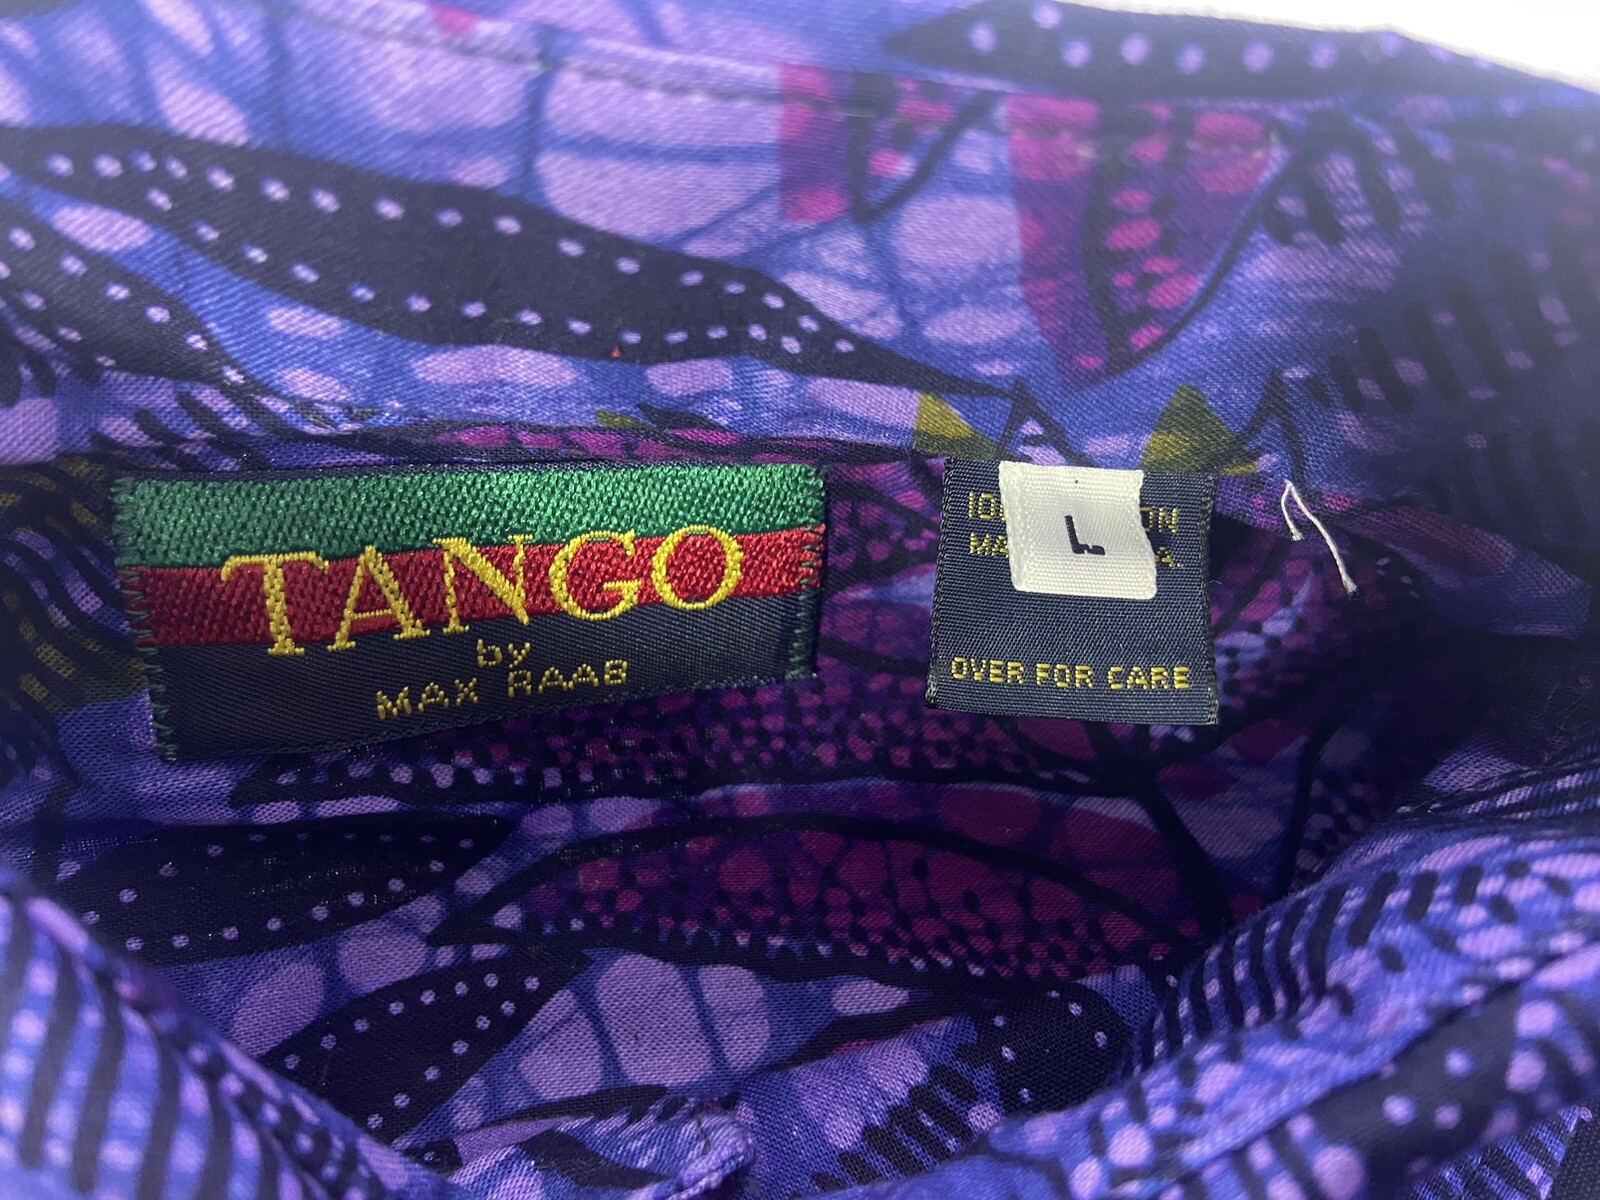 TANGO
by
MAX RAAB
L
OVER FOR CARE